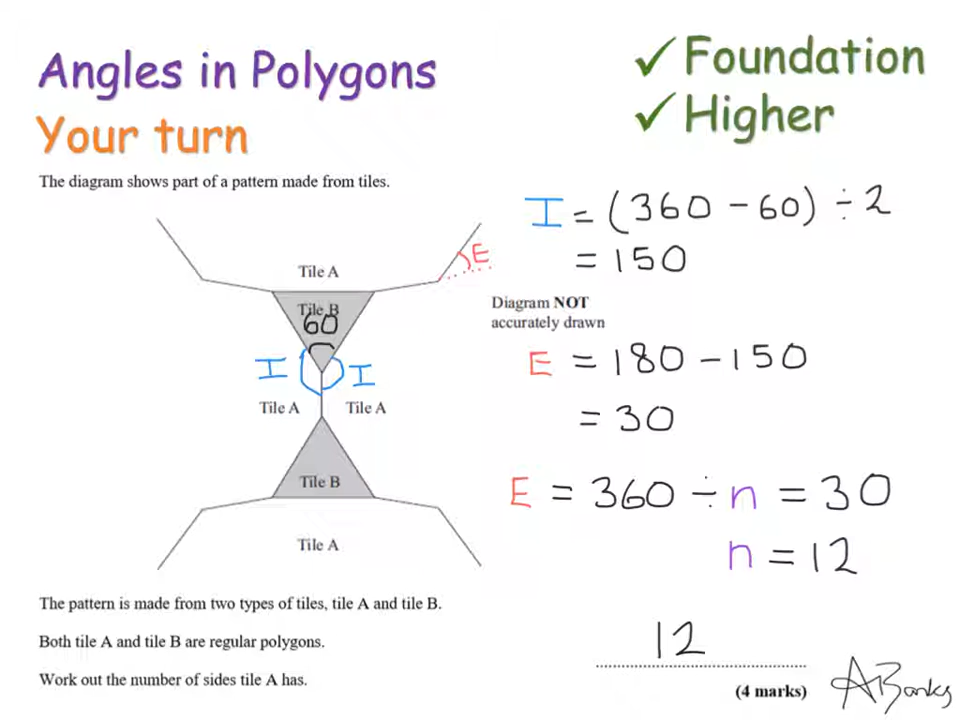 Angles in Polygons
Your turn
✓ Foundation
✓ Higher
The diagram shows part of a pattern made from tiles.
Tile A
E
Tile B
60
I
I
Tile A
Tile A
Tile B
Tile A
Diagram NOT
accurately drawn
I = (360 - 60) ÷ 2
= 150
E = 180 - 150
= 30
E = 360 ÷ n = 30
n = 12
The pattern is made from two types of tiles, tile A and tile B.
Both tile A and tile B are regular polygons.
Work out the number of sides tile A has.
12
(4 marks)
A Banks